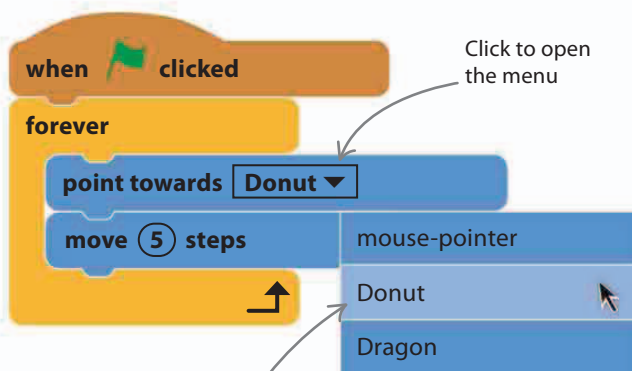 Click to open
the menu
when clicked
forever
point towards Donut
move 5 steps
mouse-pointer
Donut
Dragon